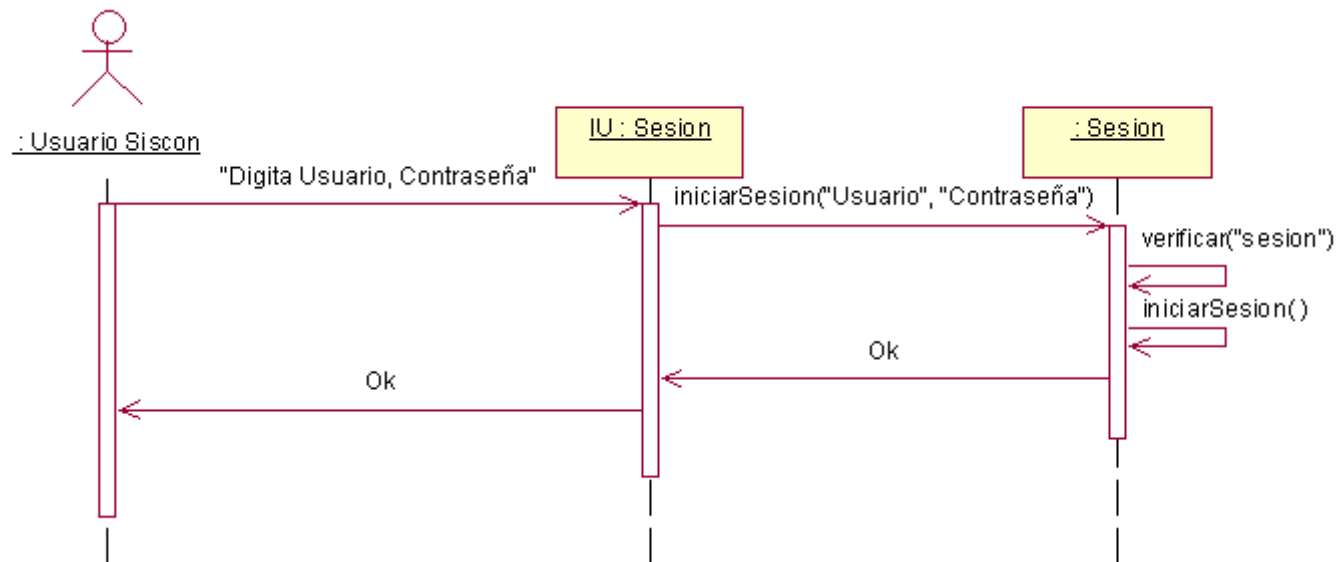 : Usuario Siscon
IU : Sesion
: Sesion
"Digita Usuario, Contraseña"
iniciarSesion("Usuario", "Contraseña")
verificar("sesion")
iniciarSesion()
Ok
Ok